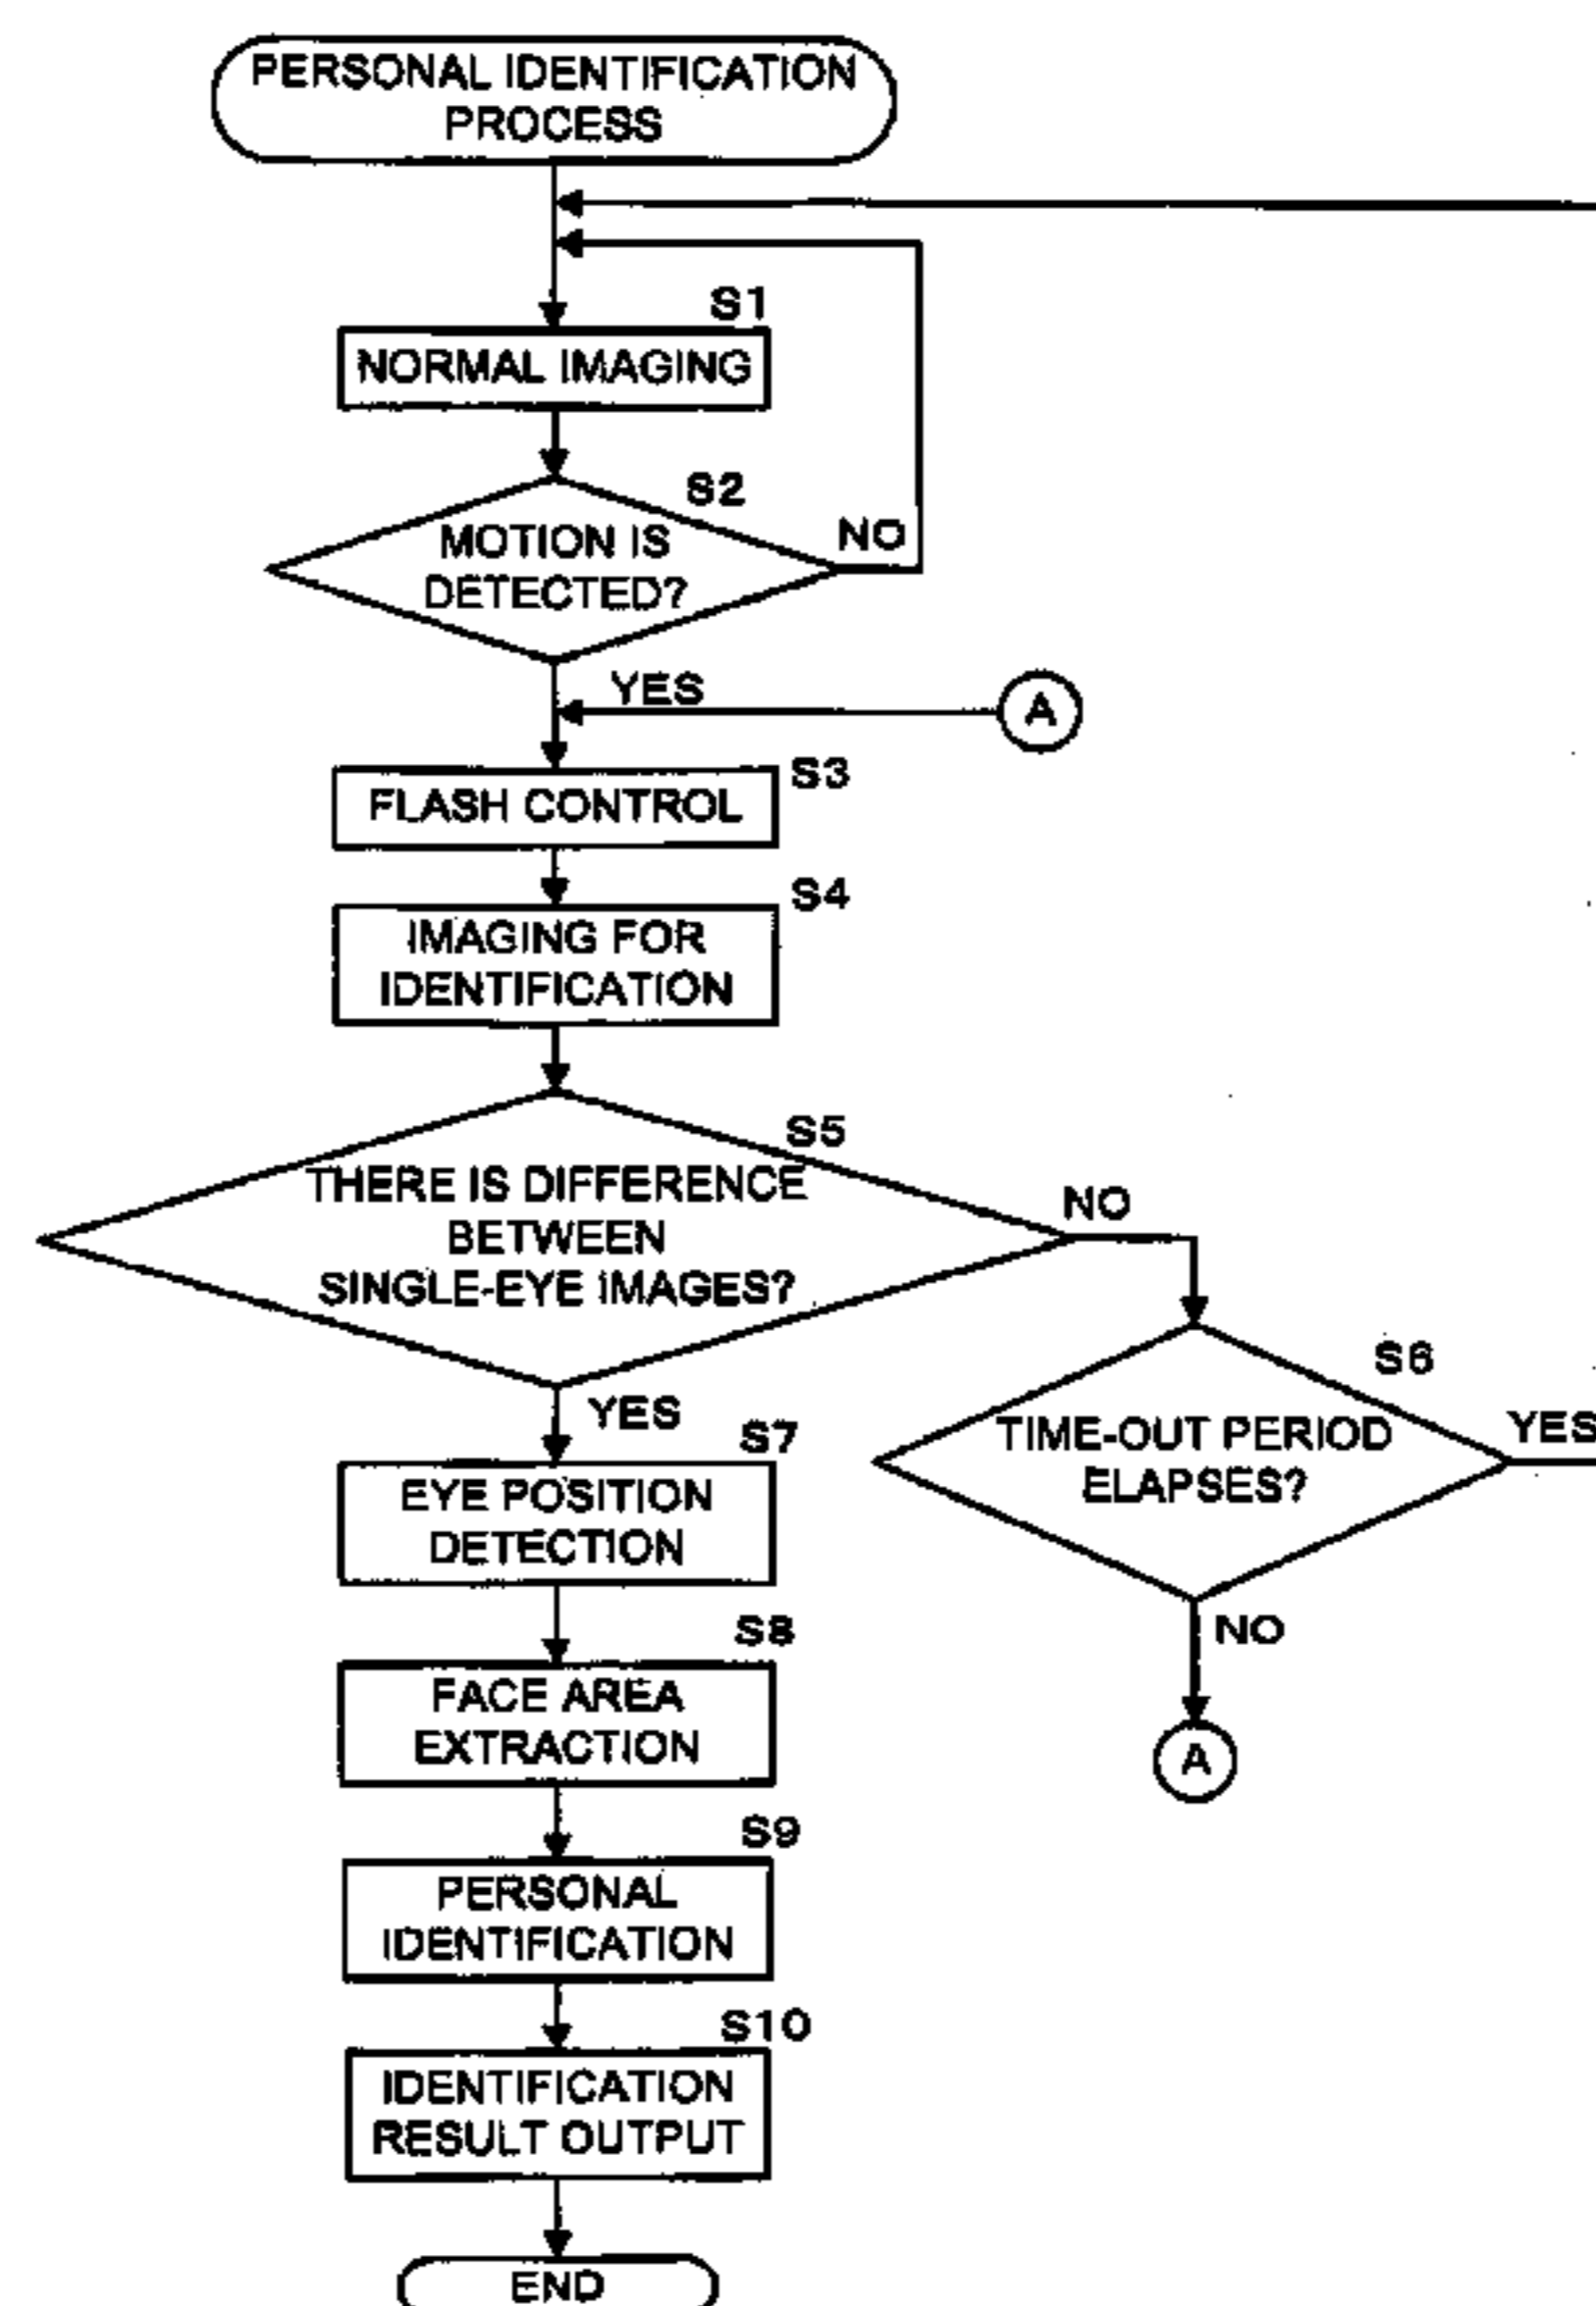 PERSONAL IDENTIFICATION
PROCESS
S1
NORMAL IMAGING
S2
MOTION IS
DETECTED?
NO
YES
A
S3
FLASH CONTROL
S4
IMAGING FOR
IDENTIFICATION
S5
THERE IS DIFFERENCE
BETWEEN
SINGLE-EYE IMAGES?
NO
YES
S6
TIME-OUT PERIOD
ELAPSES?
YES
NO
A
S7
EYE POSITION
DETECTION
S8
FACE AREA
EXTRACTION
S9
PERSONAL
IDENTIFICATION
S10
IDENTIFICATION
RESULT OUTPUT
END